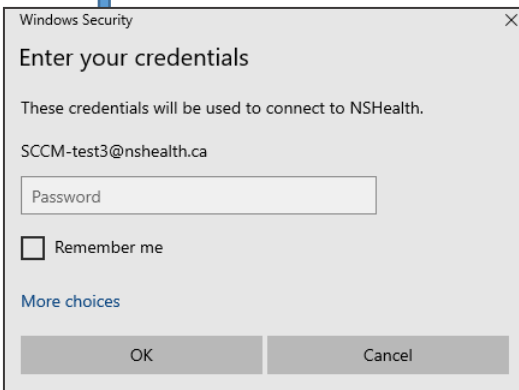 Windows Security
Enter your credentials
These credentials will be used to connect to NSHealth.
SCCM-test3@nshealth.ca
Password
Remember me
More choices
OK
Cancel